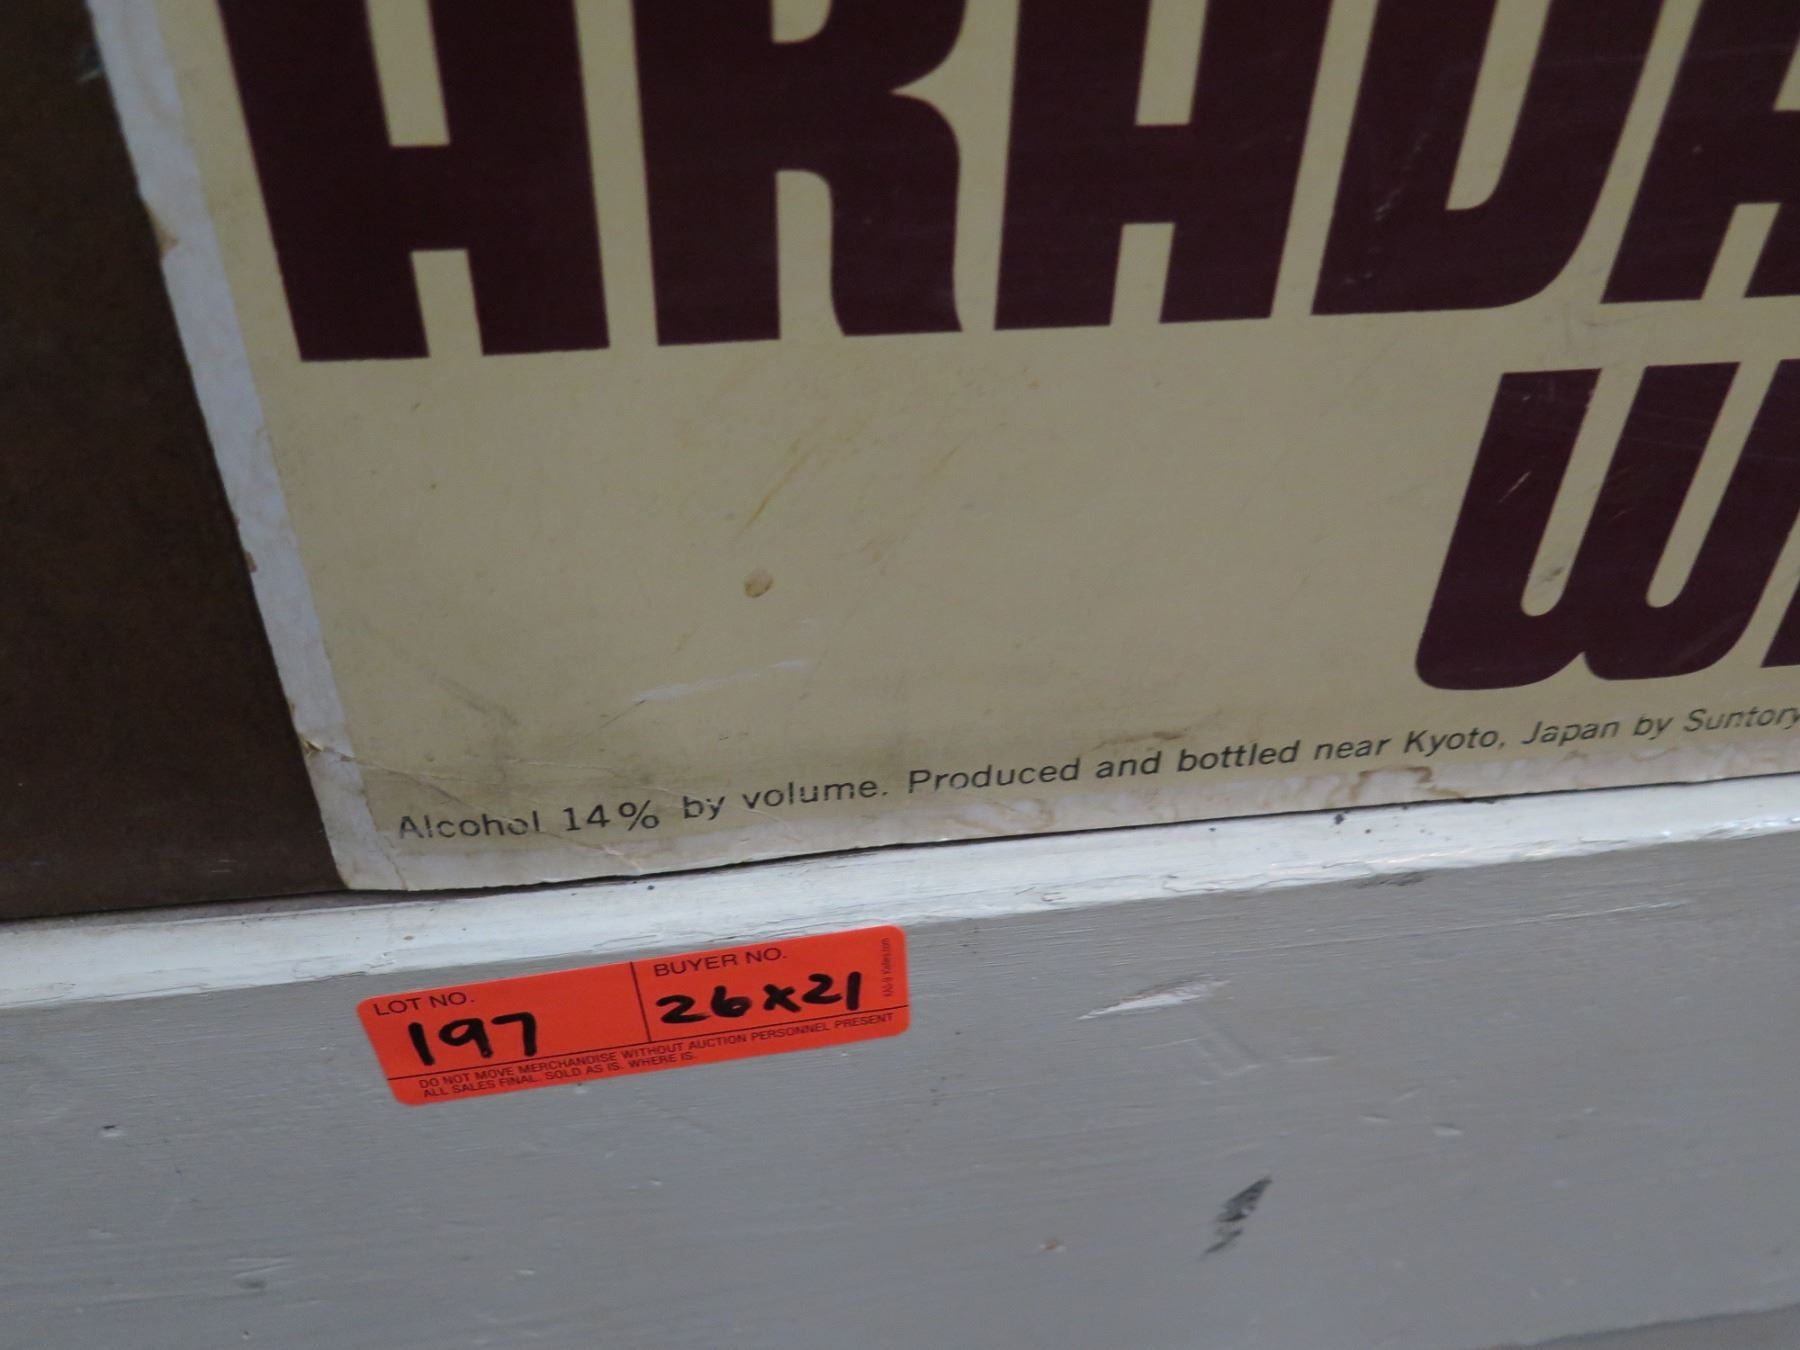 ARADA
Alcohol 14% by volume. Produced and bottled near Kyoto, Japan by Suntory
LOT NO.
197
BUYER NO.
26x21
DO NOT MOVE MERCHANDISE WITHOUT AUCTION PERSONNEL PRESENT
ALL SALES FINAL. SOLD AS IS. WHERE IS.